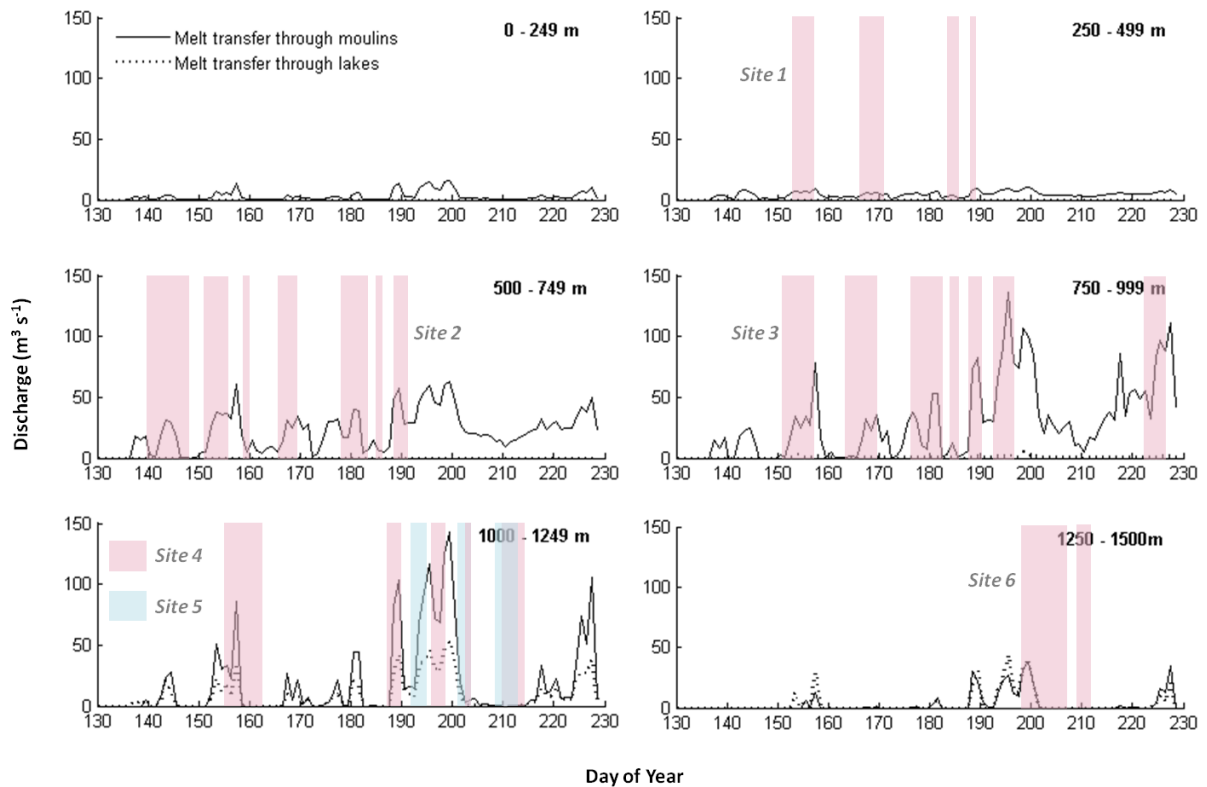 150
100
50
0
130 140 150 160 170 180 190 200 210 220 230
Melt transfer through moulins
Melt transfer through lakes
0 - 249 m
150
100
50
0
130 140 150 160 170 180 190 200 210 220 230
Site 1
250 - 499 m
150
100
50
0
130 140 150 160 170 180 190 200 210 220 230
500 - 749 m
Site 2
150
100
50
0
130 140 150 160 170 180 190 200 210 220 230
750 - 999 m
Site 3
150
100
50
0
130 140 150 160 170 180 190 200 210 220 230
1000 - 1249 m
Site 4
Site 5
150
100
50
0
130 140 150 160 170 180 190 200 210 220 230
1250 - 1500m
Site 6
Discharge (m³ s⁻¹)
Day of Year